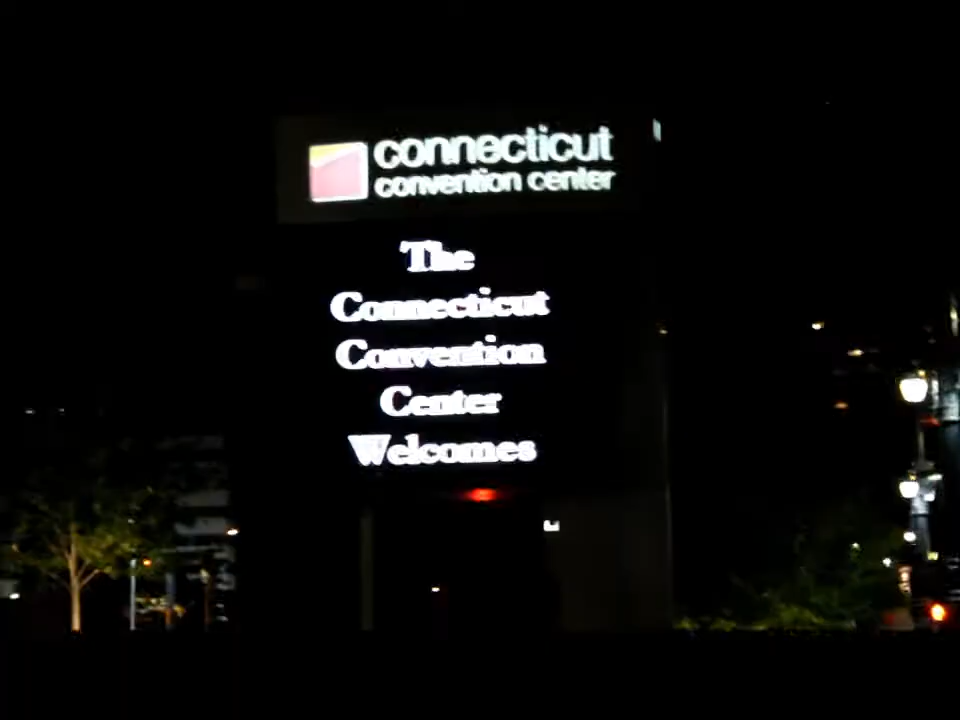 connecticut
convention center
The
Connecticut
Convention
Center
Welcomes